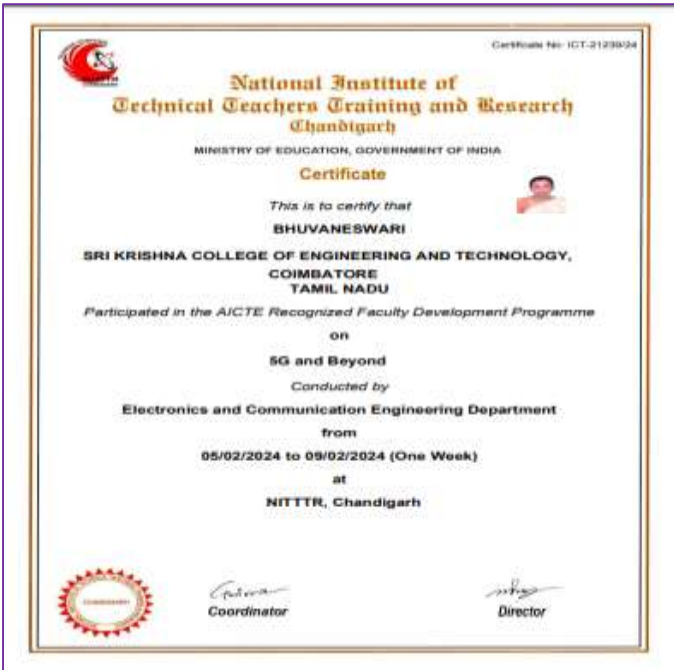 Certificate No: ICT-21239/24
National Institute of
Technical Teachers Training and Research
Chandigarh
MINISTRY OF EDUCATION, GOVERNMENT OF INDIA
Certificate
This is to certify that
BHUVANESWARI
SRI KRISHNA COLLEGE OF ENGINEERING AND TECHNOLOGY,
COIMBATORE
TAMIL NADU
Participated in the AICTE Recognized Faculty Development Programme
on
5G and Beyond
Conducted by
Electronics and Communication Engineering Department
from
05/02/2024 to 09/02/2024 (One Week)
at
NITTTR, Chandigarh
Coordinator
Director